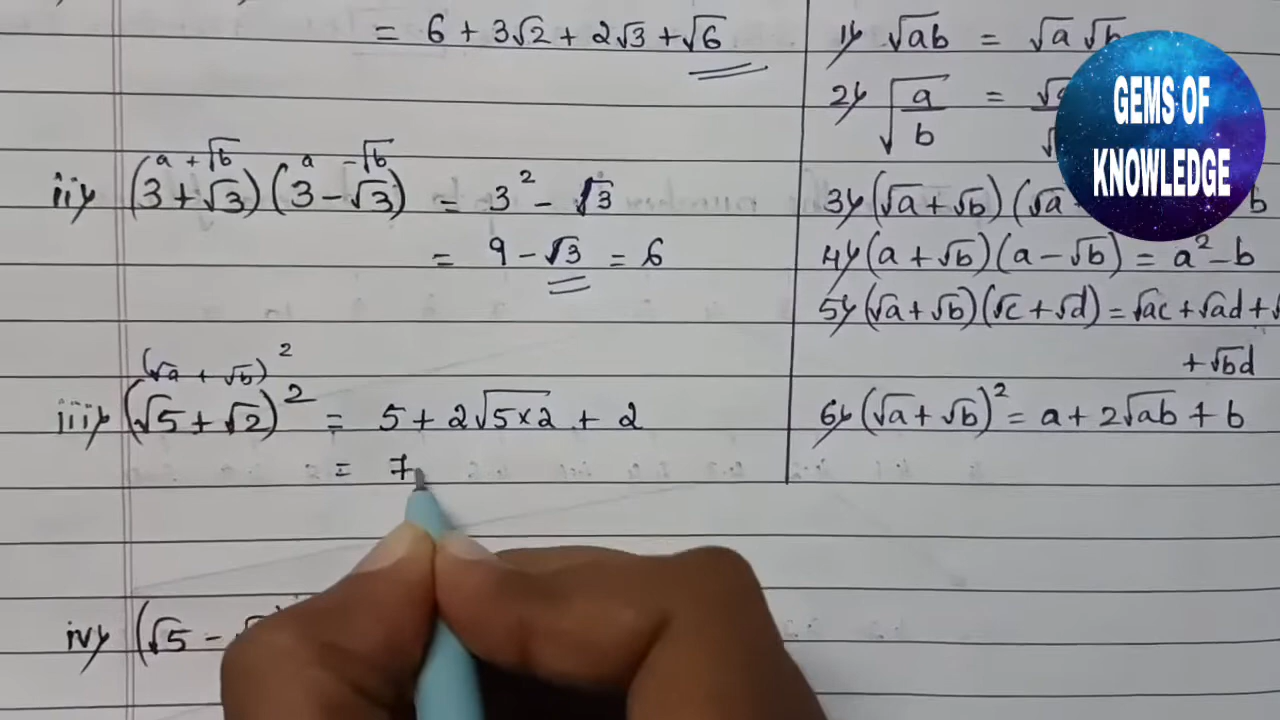 = 6 + 3√2 + 2√3 + √6
ii) (3 + √3) (3 - √3) = 3² - √3
a + √b a - √b
= 9 - √3 = 6
(√a + √b)²
iii) (√5 + √2)² = 5 + 2√5×2 + 2
= 7
iv) (√5 -
1) √ab = √a √b
2) √a/b =
3) (√a + √b) (√a b
4) (a + √b) (a - √b) = a² - b
5) (√a + √b) (√c + √d) = √ac + √ad +
+ √bd
6) (√a + √b)² = a + 2√ab + b
GEMS OF
KNOWLEDGE